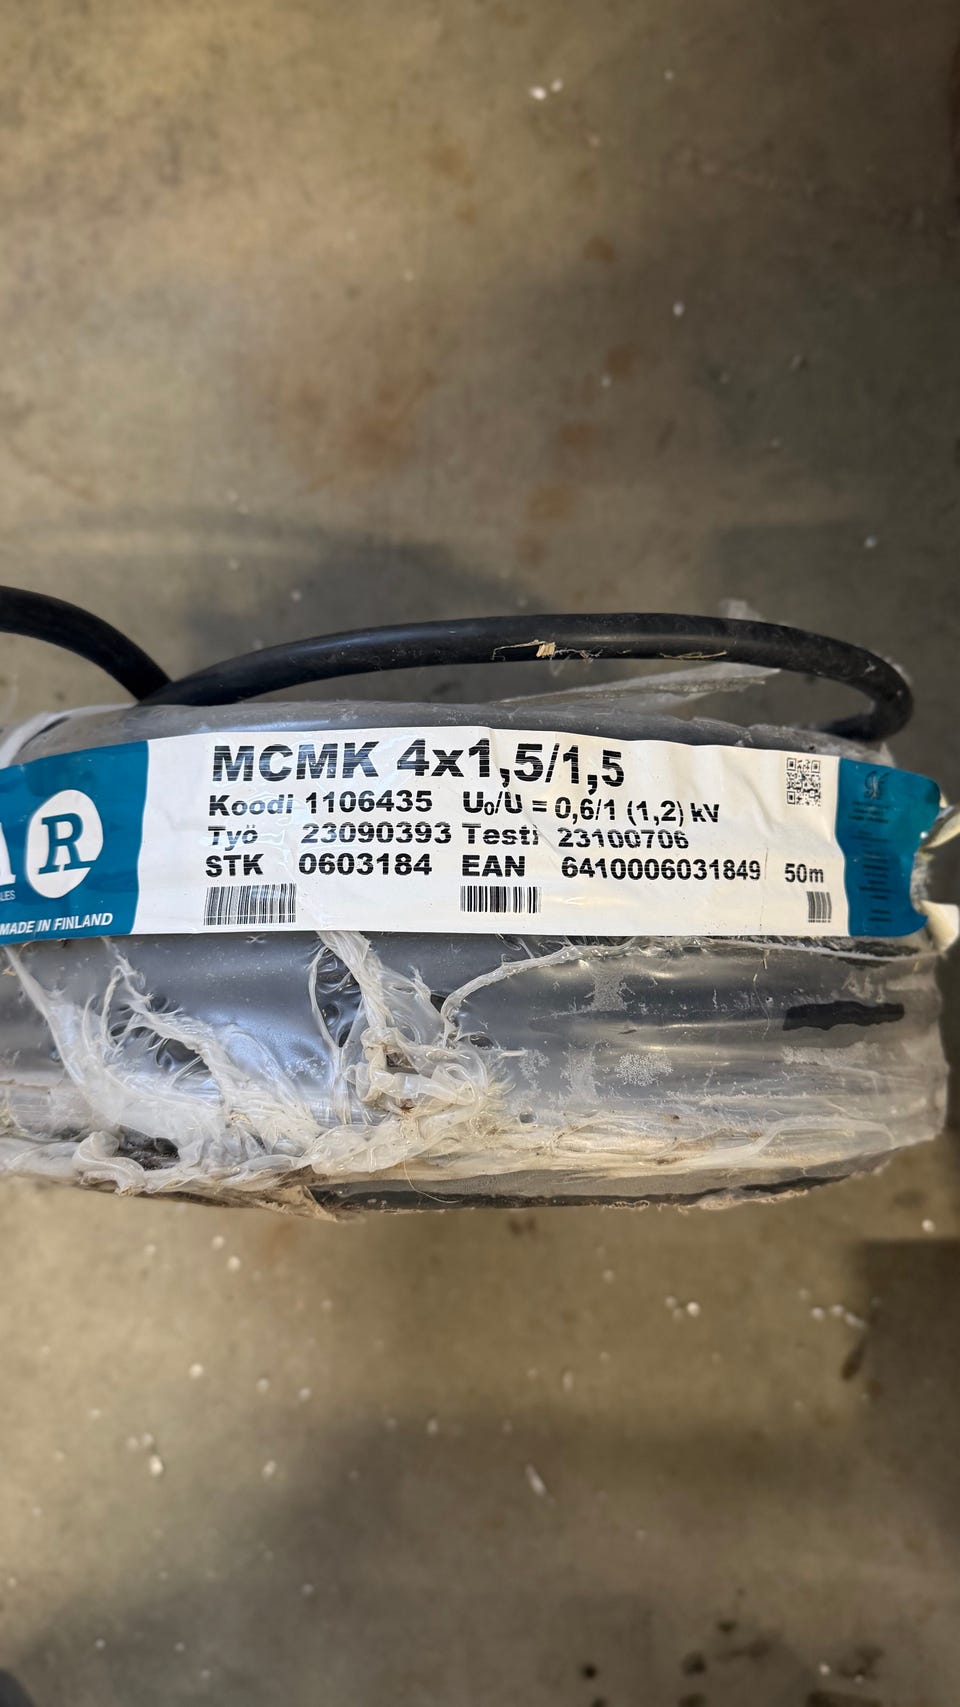 MCMK 4x1,5/1,5
Koodi 1106435 U₀/U = 0,6/1 (1,2) kV
Työ 23090393 Testi 23100706
STK 0603184 EAN 6410006031849 50m
R
MADE IN FINLAND